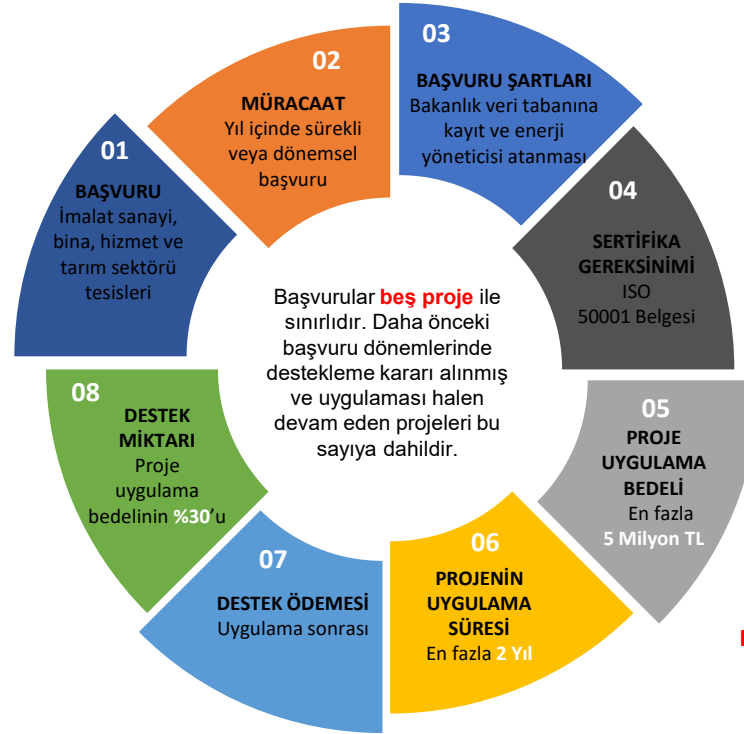 01
BAŞVURU
İmalat sanayi,
bina, hizmet ve
tarım sektörü
tesisleri
02
MÜRACAAT
Yıl içinde sürekli
veya dönemsel
başvuru
03
BAŞVURU ŞARTLARI
Bakanlık veri tabanına
kayıt ve enerji
yöneticisi atanması
04
SERTİFİKA
GEREKSİNİMİ
ISO
50001 Belgesi
05
PROJE
UYGULAMA
BEDELİ
En fazla
5 Milyon TL
06
PROJENİN
UYGULAMA
SÜRESİ
En fazla 2 Yıl
07
DESTEK ÖDEMESİ
Uygulama sonrası
08
DESTEK
MİKTARI
Proje
uygulama
bedelinin %30'u
Başvurular beş proje ile
sınırlıdır. Daha önceki
başvuru dönemlerinde
destekleme kararı alınmış
ve uygulaması halen
devam eden projeleri bu
sayıya dahildir.